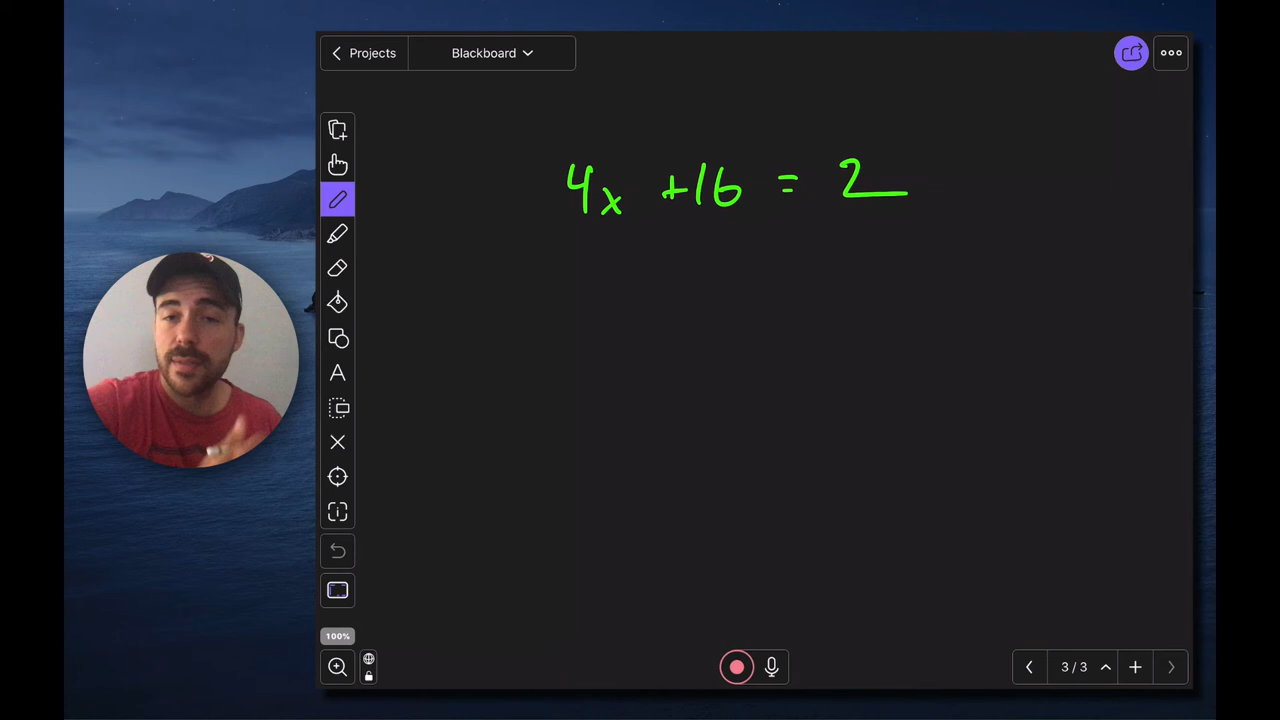 Projects
Blackboard
4x +16 = 2
A
100%
3 / 3